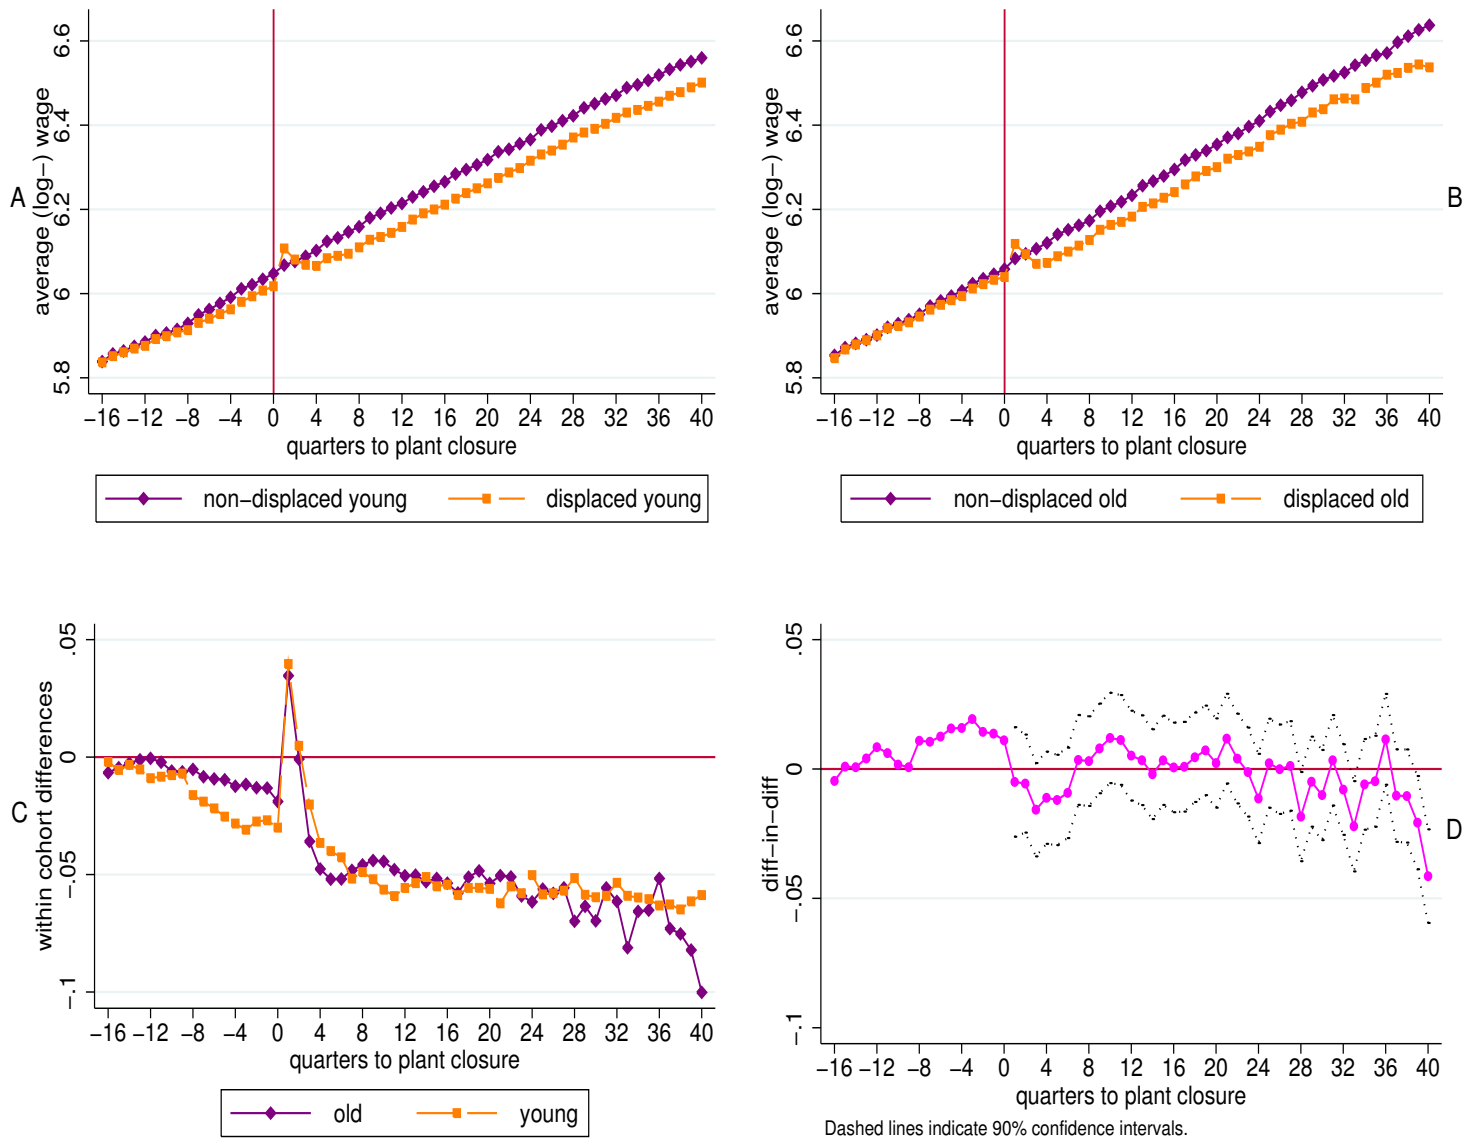 A
average (log−) wage
5.8 6 6.2 6.4 6.6
−16 −12 −8 −4 0 4 8 12 16 20 24 28 32 36 40
quarters to plant closure
non−displaced young displaced young
B
average (log−) wage
5.8 6 6.2 6.4 6.6
−16 −12 −8 −4 0 4 8 12 16 20 24 28 32 36 40
quarters to plant closure
non−displaced old displaced old
C
within cohort differences
−.1 −.05 0 .05
−16 −12 −8 −4 0 4 8 12 16 20 24 28 32 36 40
quarters to plant closure
old young
D
diff−in−diff
−.1 −.05 0 .05
−16 −12 −8 −4 0 4 8 12 16 20 24 28 32 36 40
quarters to plant closure
Dashed lines indicate 90% confidence intervals.